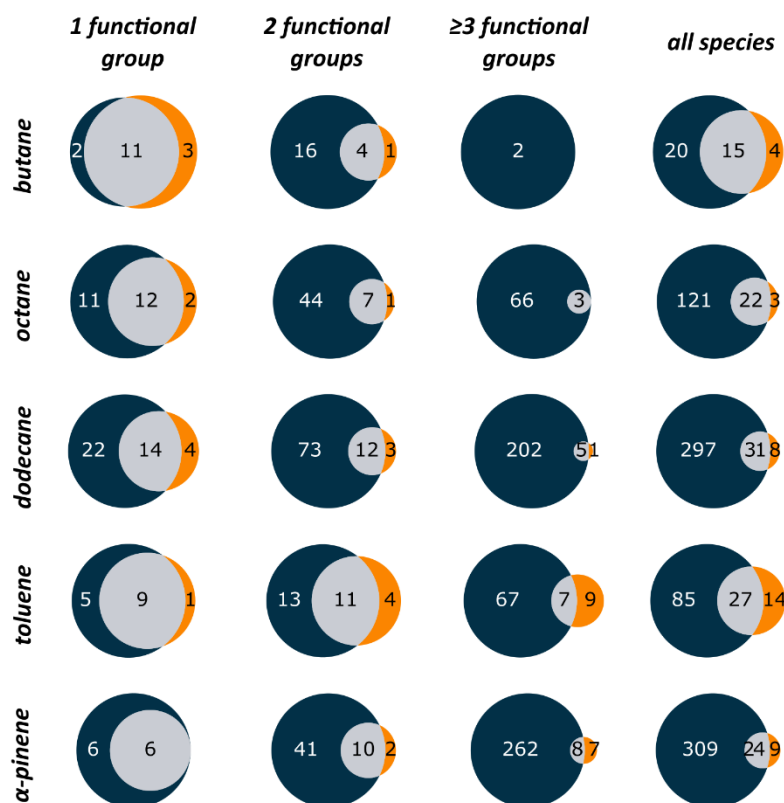 1 functional group
2 functional groups
≥3 functional groups
all species
butane
2 11 3
16 4 1
2
20 15 4
octane
11 12 2
44 7 1
66 3
121 22 3
dodecane
22 14 4
73 12 3
202 5 1
297 31 8
toluene
5 9 1
13 11 4
67 7 9
85 27 14
α-pinene
6 6
41 10 2
262 8 7
309 24 9